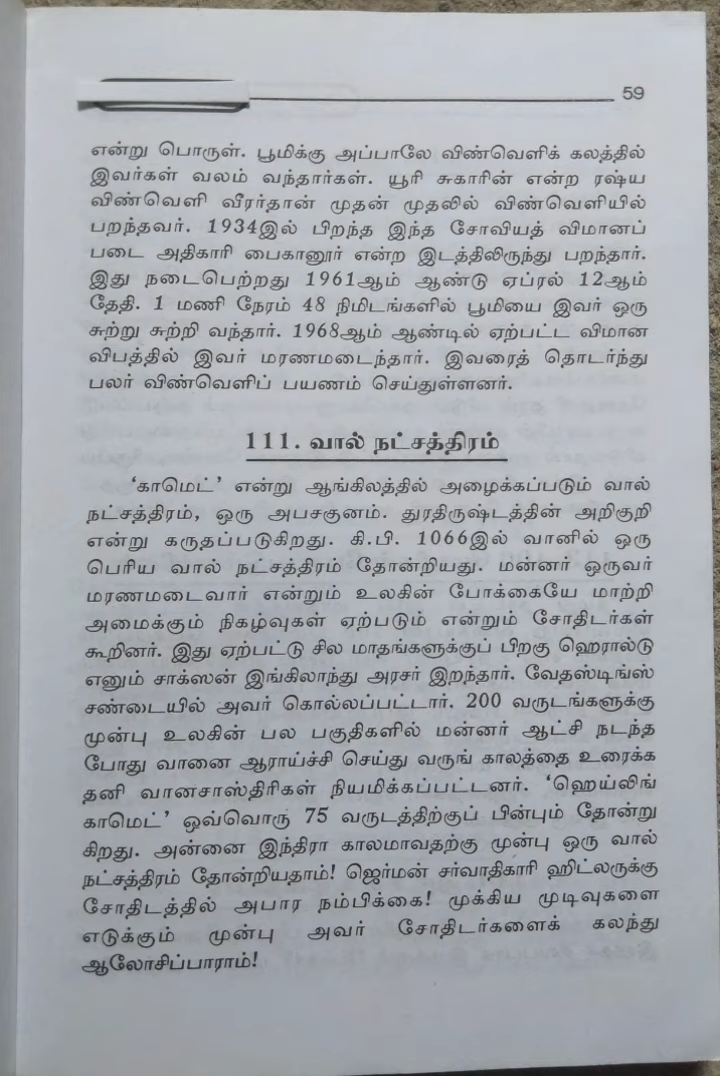 59
என்று பொருள். பூமிக்கு அப்பாலே விண்வெளிக் கலத்தில்
இவர்கள் வலம் வந்தார்கள். யூரி சுகாரின் என்ற ரஷ்ய
விண்வெளி வீரர்தான் முதன் முதலில் விண்வெளியில்
பறந்தவர். 1934இல் பிறந்த இந்த சோவியத் விமானப்
படை அதிகாரி பைகானூர் என்ற இடத்திலிருந்து பறந்தார்.
இது நடைபெற்றது 1961ஆம் ஆண்டு ஏப்ரல் 12ஆம்
தேதி. 1 மணி நேரம் 48 நிமிடங்களில் பூமியை இவர் ஒரு
சுற்று சுற்றி வந்தார். 1968ஆம் ஆண்டில் ஏற்பட்ட விமான
விபத்தில் இவர் மரணமடைந்தார். இவரைத் தொடர்ந்து
பலர் விண்வெளிப் பயணம் செய்துள்ளனர்.
111. வால் நட்சத்திரம்
‘காமெட்’ என்று ஆங்கிலத்தில் அழைக்கப்படும் வால்
நட்சத்திரம், ஒரு அபசகுனம். துரதிருஷ்டத்தின் அறிகுறி
என்று கருதப்படுகிறது. கி.பி. 1066இல் வானில் ஒரு
பெரிய வால் நட்சத்திரம் தோன்றியது. மன்னர் ஒருவர்
மரணமடைவார் என்றும் உலகின் போக்கையே மாற்றி
அமைக்கும் நிகழ்வுகள் ஏற்படும் என்றும் சோதிடர்கள்
கூறினர். இது ஏற்பட்டு சில மாதங்களுக்குப் பிறகு ஹெரால்டு
எனும் சாக்ஸன் இங்கிலாந்து அரசர் இறந்தார். வேதஸ்டிங்ஸ்
சண்டையில் அவர் கொல்லப்பட்டார். 200 வருடங்களுக்கு
முன்பு உலகின் பல பகுதிகளில் மன்னர் ஆட்சி நடந்த
போது வானை ஆராய்ச்சி செய்து வருங் காலத்தை உரைக்க
தனி வானசாஸ்திரிகள் நியமிக்கப்பட்டனர். ‘ஹெய்லிங்
காமெட்’ ஒவ்வொரு 75 வருடத்திற்குப் பின்பும் தோன்று
கிறது. அன்னை இந்திரா காலமாவதற்கு முன்பு ஒரு வால்
நட்சத்திரம் தோன்றியதாம்! ஜெர்மன் சர்வாதிகாரி ஹிட்லருக்கு
சோதிடத்தில் அபார நம்பிக்கை! முக்கிய முடிவுகளை
எடுக்கும் முன்பு அவர் சோதிடர்களைக் கலந்து
ஆலோசிப்பாராம்!